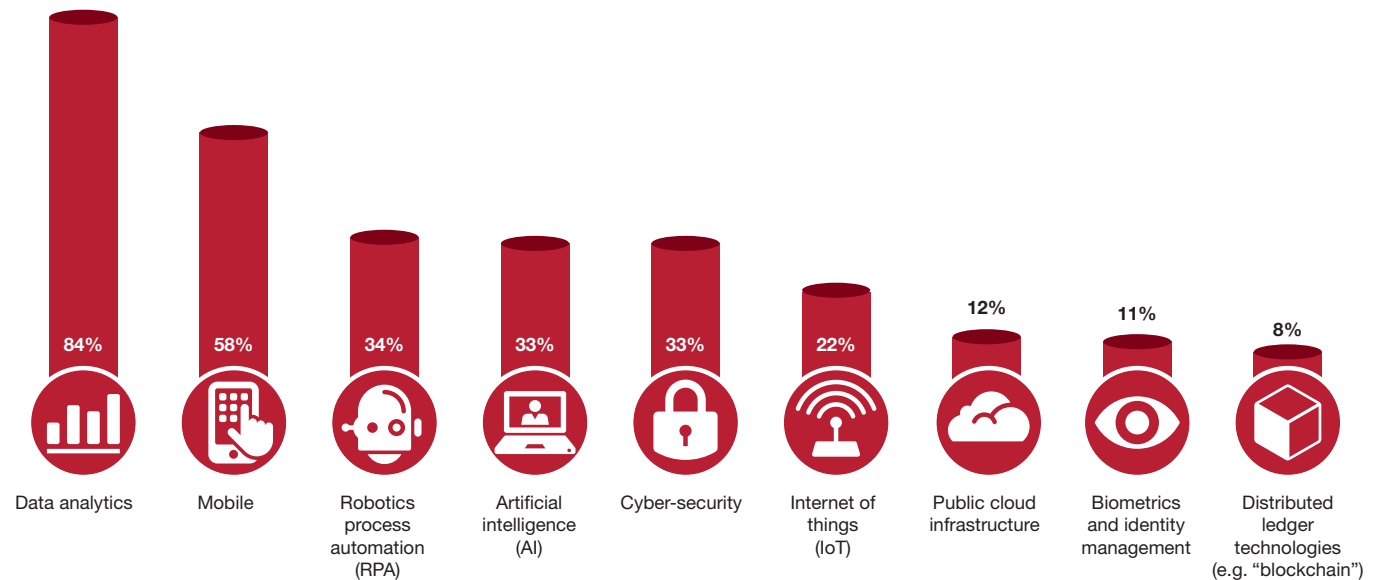 84%
58%
34%
33%
33%
22%
12%
11%
8%
Data analytics
Mobile
Robotics
process
automation
(RPA)
Artificial
intelligence
(AI)
Cyber-security
Internet of
things
(IoT)
Public cloud
infrastructure
Biometrics
and identity
management
Distributed
ledger
technologies
(e.g. “blockchain”)